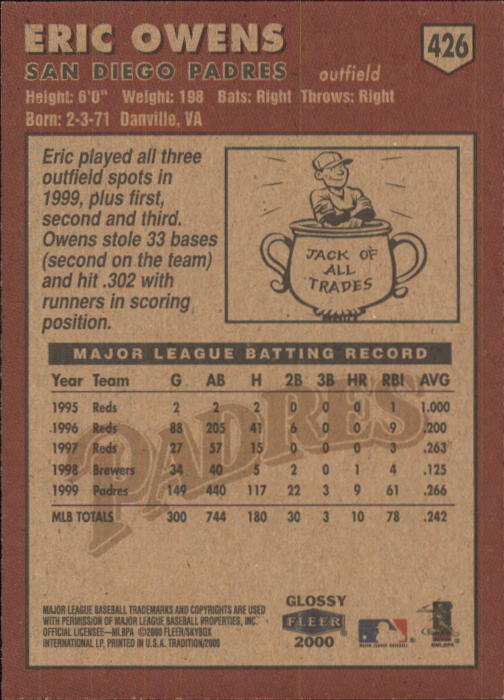 ERIC OWENS
426
SAN DIEGO PADRES outfield
Height: 6'0" Weight: 198 Bats: Right Throws: Right
Born: 2-3-71 Danville, VA
Eric played all three
outfield spots in
1999, plus first,
second and third.
Owens stole 33 bases
(second on the team)
and hit .302 with
runners in scoring
position.
JACK OF
ALL
TRADES
MAJOR LEAGUE BATTING RECORD
Year Team G AB H 2B 3B HR RBI AVG
1995 Reds 2 2 2 0 0 0 1 1.000
1996 Reds 88 205 41 6 0 0 9 .200
1997 Reds 27 57 15 0 0 0 3 .263
1998 Brewers 34 40 5 2 0 1 4 .125
1999 Padres 149 440 117 22 3 9 61 .266
MLB TOTALS 300 744 180 30 3 10 78 .242
PADRES
MAJOR LEAGUE BASEBALL TRADEMARKS AND COPYRIGHTS ARE USED
WITH PERMISSION OF MAJOR LEAGUE BASEBALL PROPERTIES, INC.
OFFICIAL LICENSEE—MLBPA ©2000 FLEER/SKYBOX
INTERNATIONAL LP, PRINTED IN U.S.A. TRADITION/2000
GLOSSY
FLEER
2000
MAJOR LEAGUE BASEBALL
MLBPA